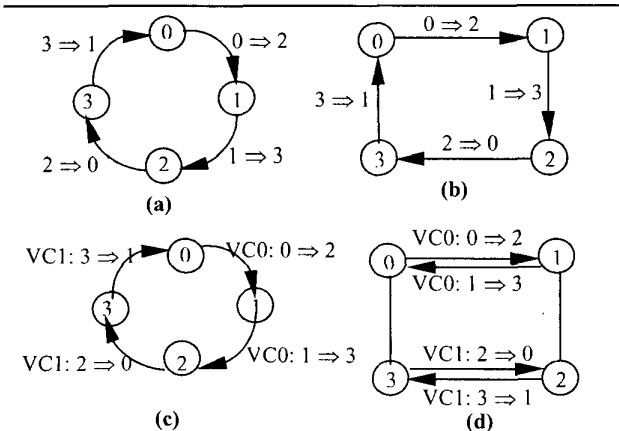 3 ⇒ 1
0
0 ⇒ 2
3
1
2 ⇒ 0
2
1 ⇒ 3
(a)
0 ⇒ 2
0
1
3 ⇒ 1
1 ⇒ 3
2 ⇒ 0
3
2
(b)
VC1: 3 ⇒ 1
0
VC0: 0 ⇒ 2
3
1
VC1: 2 ⇒ 0
2
VC0: 1 ⇒ 3
(c)
VC0: 0 ⇒ 2
0
1
VC0: 1 ⇒ 3
VC1: 2 ⇒ 0
3
2
VC1: 3 ⇒ 1
(d)